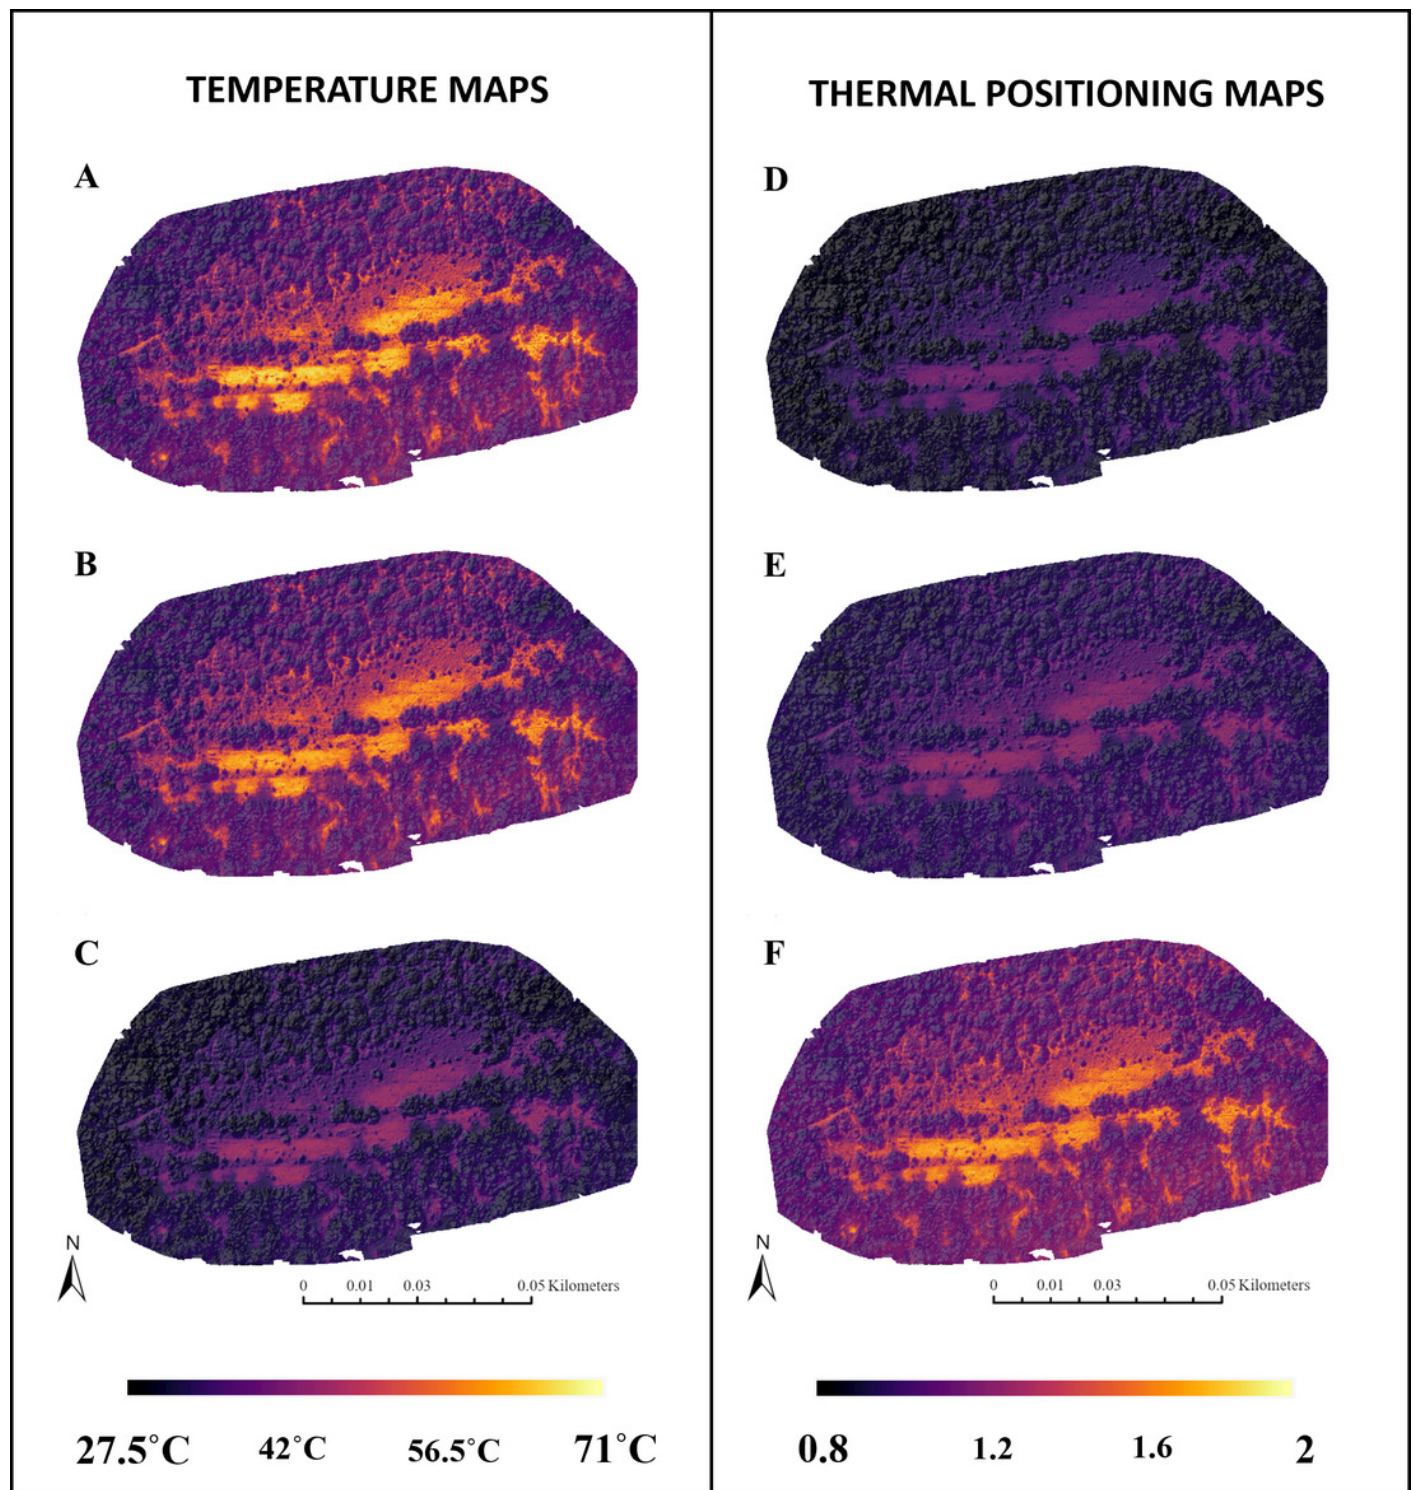 TEMPERATURE MAPS
A
B
C
N
0 0.01 0.03 0.05 Kilometers
27.5°C 42°C 56.5°C 71°C
THERMAL POSITIONING MAPS
D
E
F
N
0 0.01 0.03 0.05 Kilometers
0.8 1.2 1.6 2